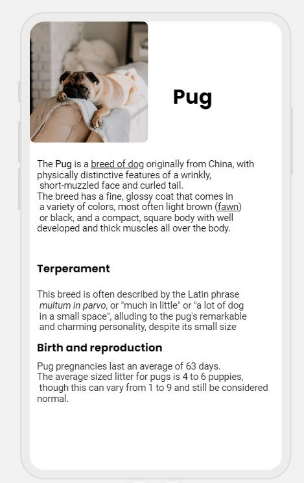 Pug
The Pug is a breed of dog originally from China, with
physically distinctive features of a wrinkly,
short-muzzled face and curled tail.
The breed has a fine, glossy coat that comes in
a variety of colors, most often light brown (fawn)
or black, and a compact, square body with well
developed and thick muscles all over the body.
Terperament
This breed is often described by the Latin phrase
multum in parvo, or "much in little" or "a lot of dog
in a small space", alluding to the pug's remarkable
and charming personality, despite its small size
Birth and reproduction
Pug pregnancies last an average of 63 days.
The average sized litter for pugs is 4 to 6 puppies,
though this can vary from 1 to 9 and still be considered
normal.